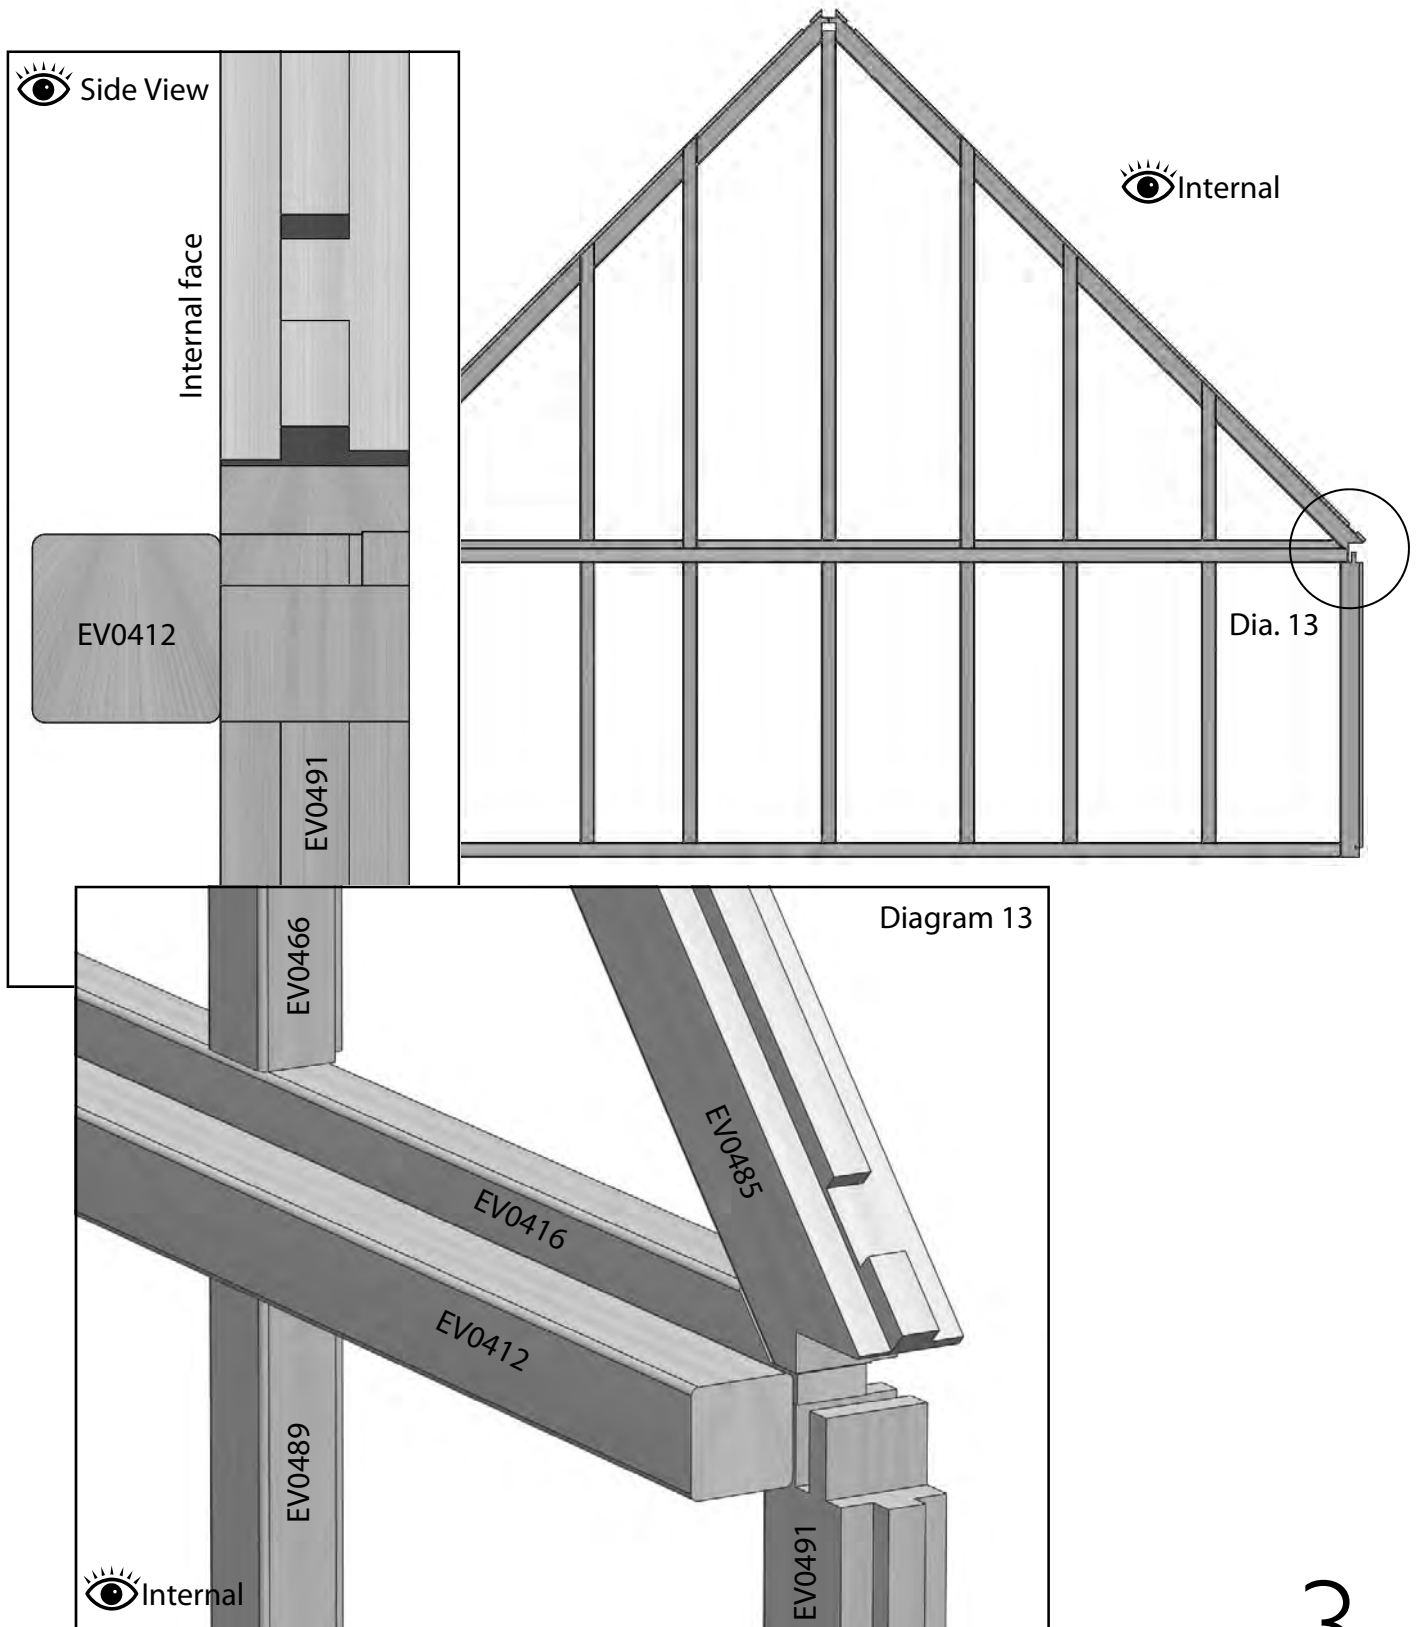 Side View
Internal face
EV0412
EV0491
Internal
Dia. 13
Diagram 13
EV0466
EV0485
EV0416
EV0412
EV0489
EV0491
Internal
3